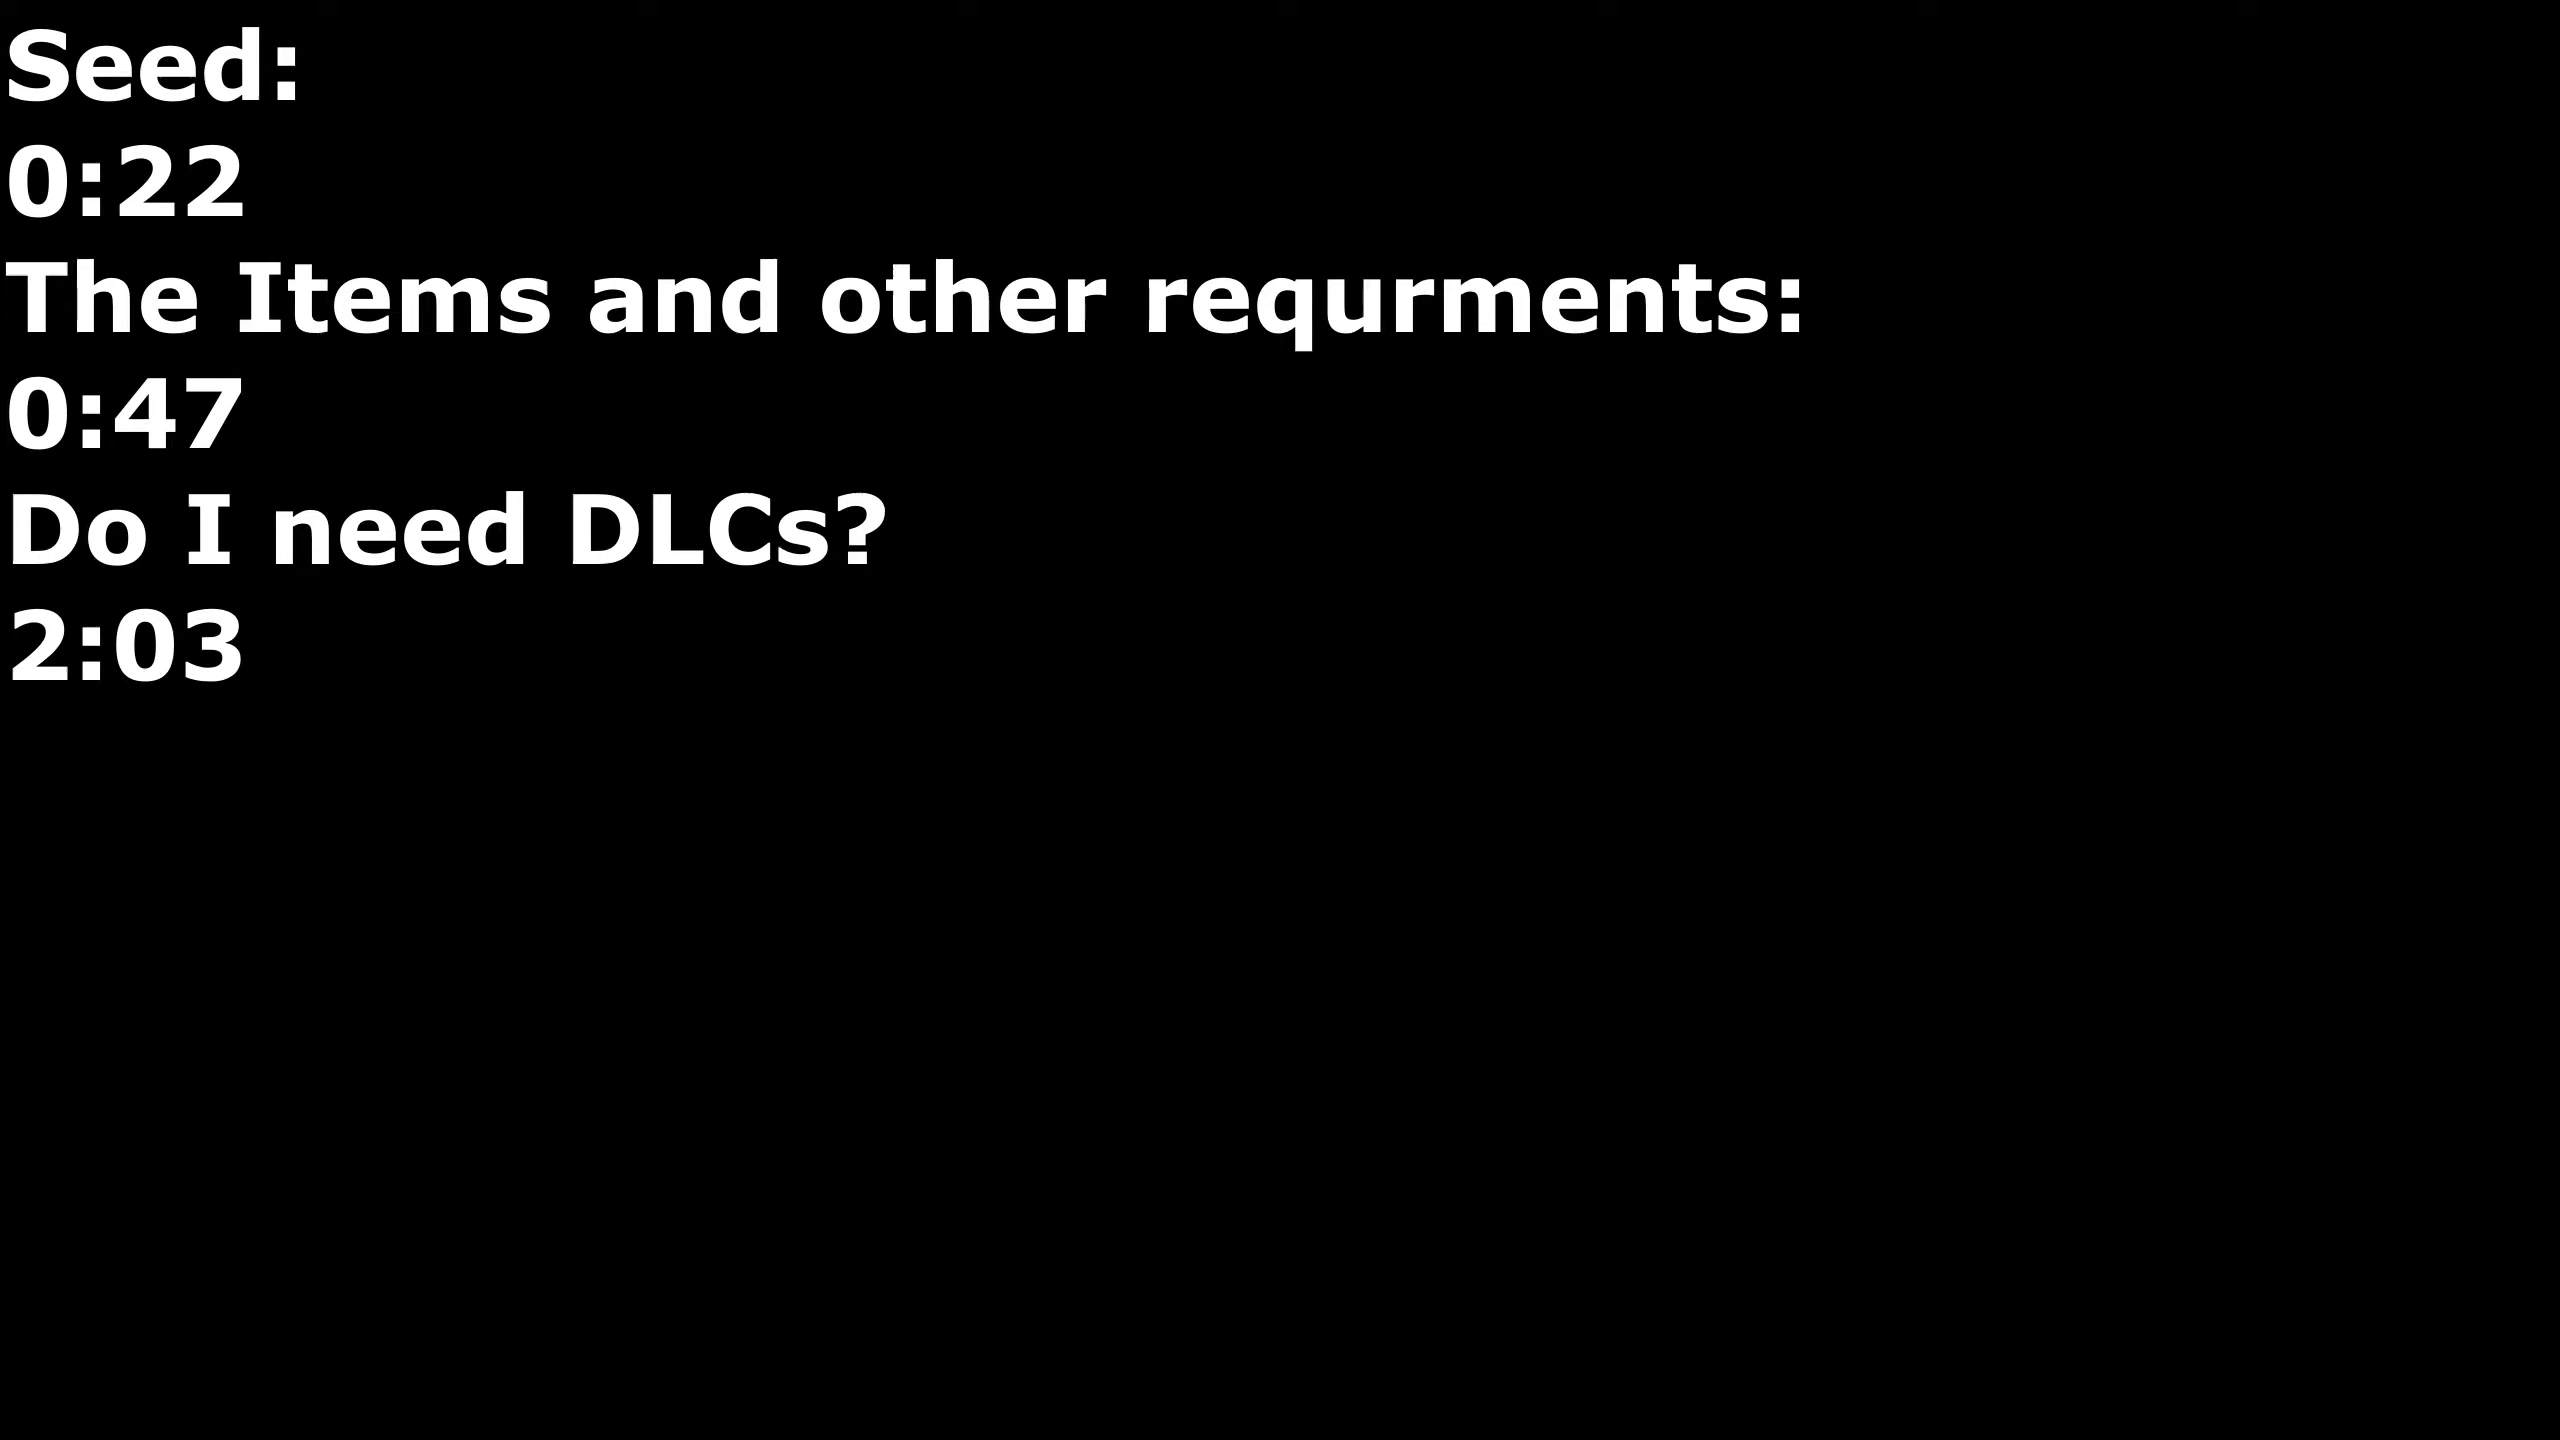 Seed:
0:22
The Items and other requrments:
0:47
Do I need DLCs?
2:03